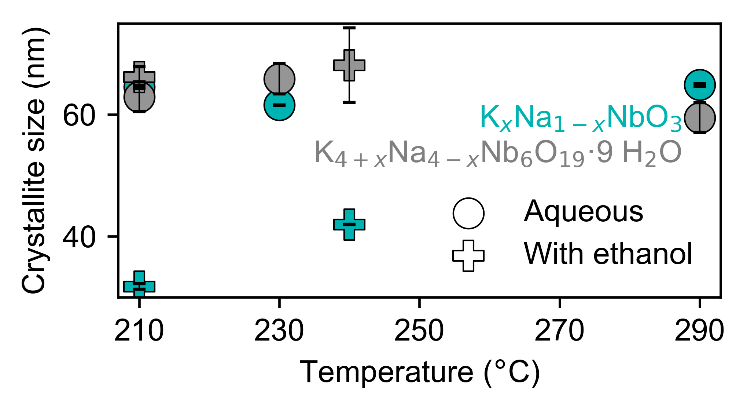 Crystallite size (nm)
60
40
KₓNa₁₋ₓNbO₃
K₄₊ₓNa₄₋ₓNb₆O₁₉·9 H₂O
Aqueous
With ethanol
210 230 250 270 290
Temperature (°C)